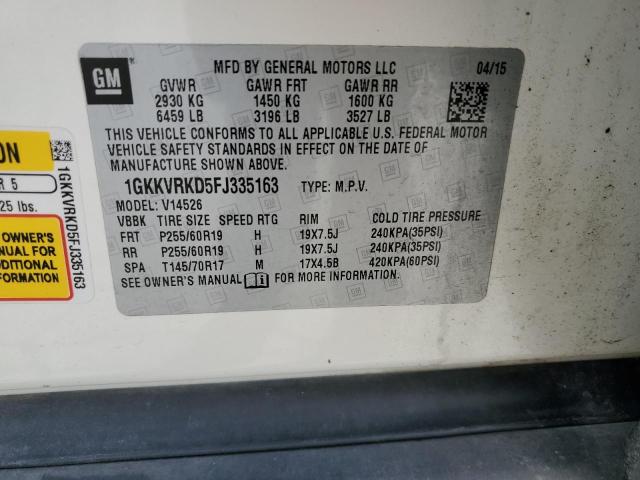 GM
MFD BY GENERAL MOTORS LLC 04/15
GVWR GAWR FRT GAWR RR
2930 KG 1450 KG 1600 KG
6459 LB 3196 LB 3527 LB
THIS VEHICLE CONFORMS TO ALL APPLICABLE U.S. FEDERAL MOTOR
VEHICLE SAFETY STANDARDS IN EFFECT ON THE DATE OF
MANUFACTURE SHOWN ABOVE.
1GKKVRKD5FJ335163 TYPE: M.P.V.
MODEL: V14526
VBBK TIRE SIZE SPEED RTG RIM COLD TIRE PRESSURE
FRT P255/60R19 H 19X7.5J 240KPA(35PSI)
RR P255/60R19 H 19X7.5J 240KPA(35PSI)
SPA T145/70R17 M 17X4.5B 420KPA(60PSI)
SEE OWNER'S MANUAL FOR MORE INFORMATION.
ON
R 5
25 lbs.
OWNER'S
NUAL FOR
DDITIONAL
ORMATION
1GKKVRKD5FJ335163